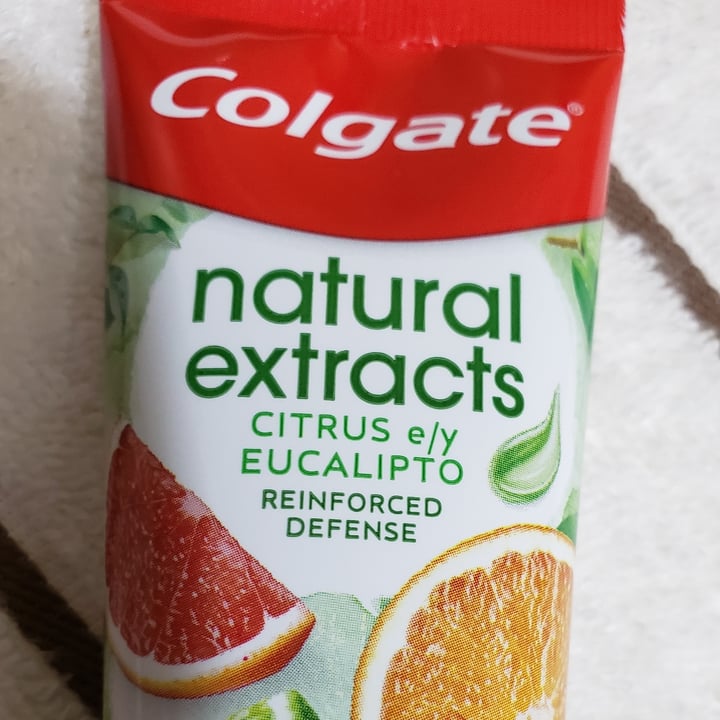 Colgate®
natural
extracts
CITRUS e/y
EUCALIPTO
REINFORCED
DEFENSE